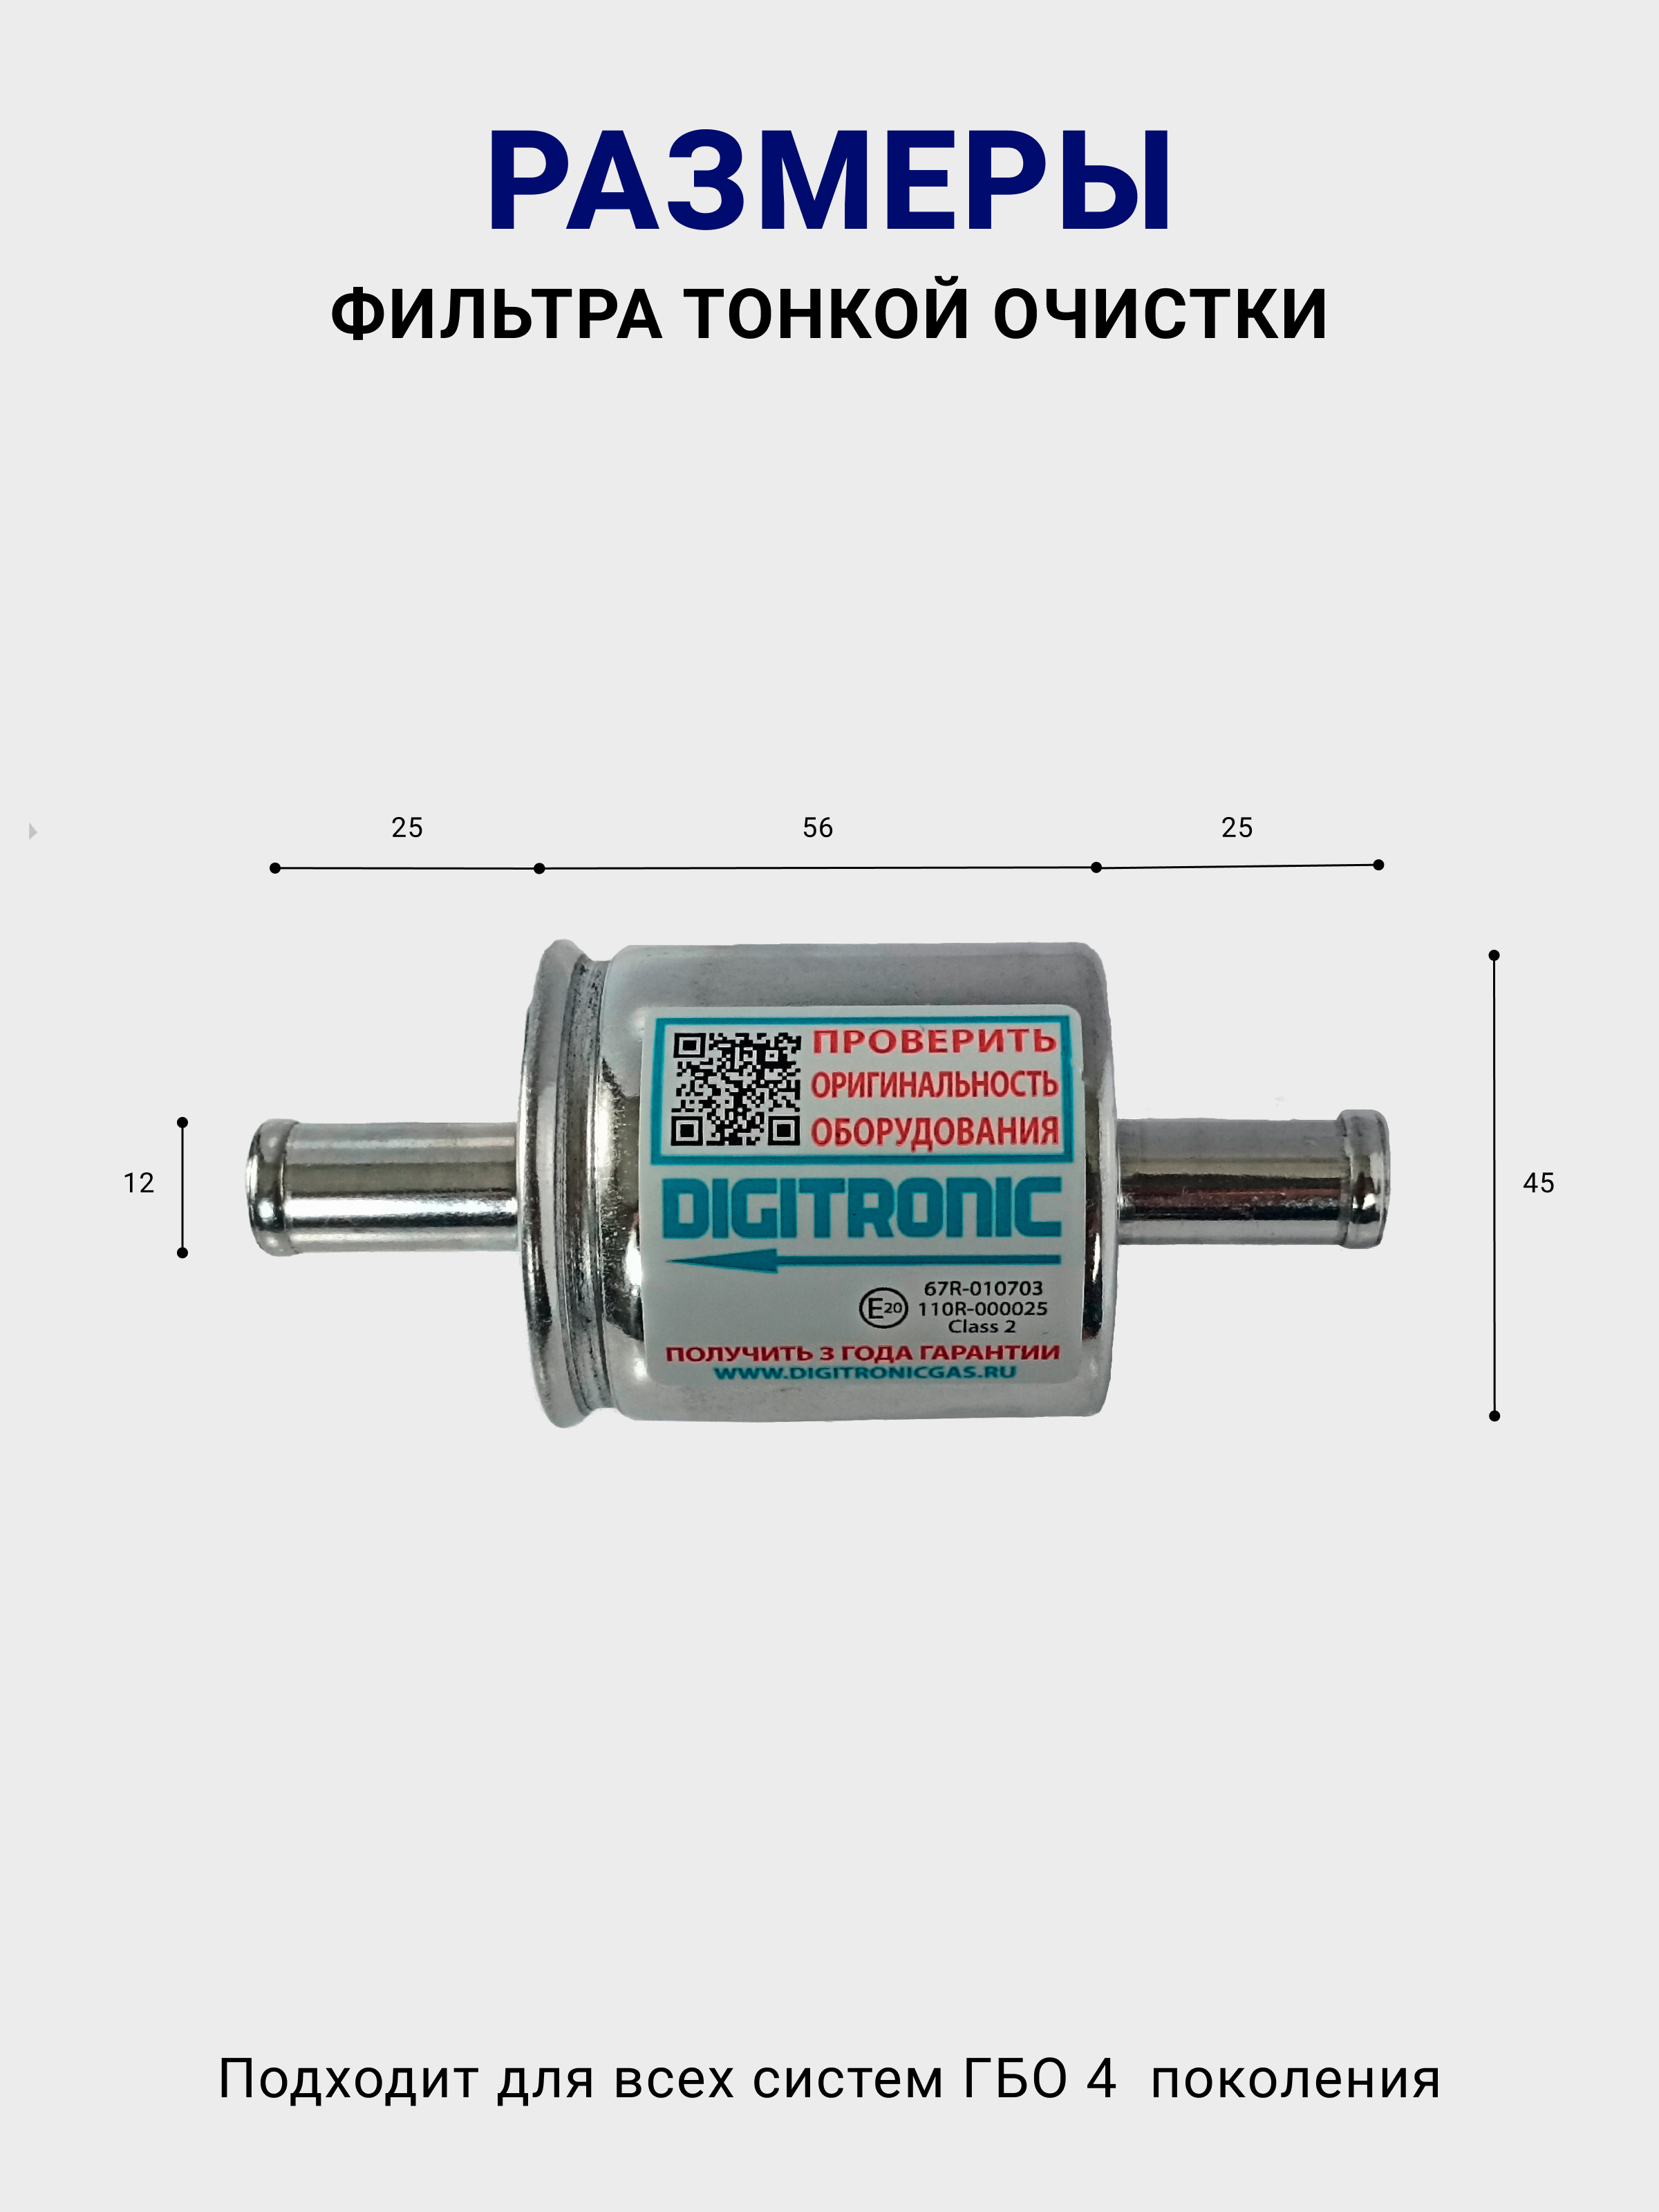 РАЗМЕРЫ
ФИЛЬТРА ТОНКОЙ ОЧИСТКИ
25 56 25
12
45
ПРОВЕРИТЬ
ОРИГИНАЛЬНОСТЬ
ОБОРУДОВАНИЯ
DIGITRONIC
E20
67R-010703
110R-000025
Class 2
ПОЛУЧИТЬ 3 ГОДА ГАРАНТИИ
WWW.DIGITRONICGAS.RU
Подходит для всех систем ГБО 4 поколения